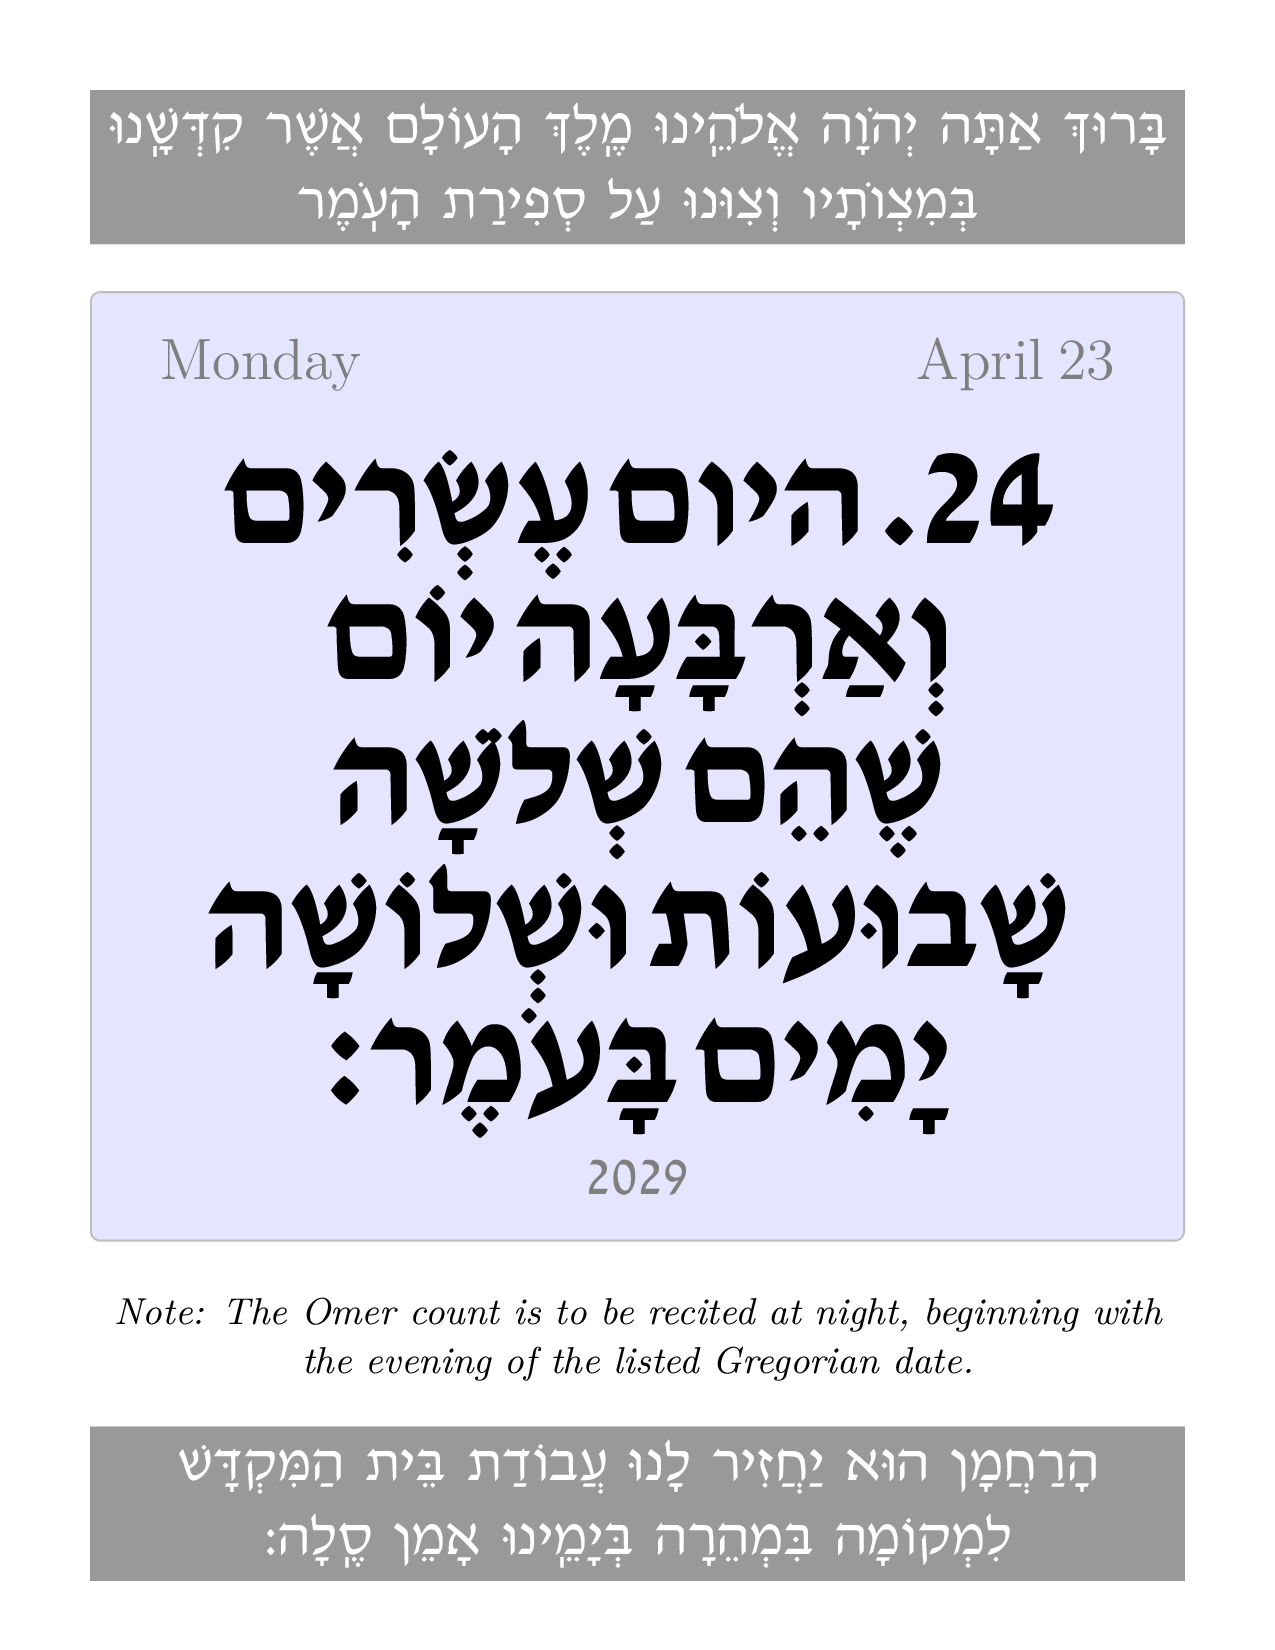 בָּרוּךְ אַתָּה יְהֹוָה אֱלֹהֵֽינוּ מֶֽלֶךְ הָעוֹלָם אֲשֶׁר קִדְּשָֽׁנוּ
בְּמִצְוֹתָיו וְצִוּנוּ עַל סְפִירַת הָעֹֽמֶר
Monday April 23
24. היום עֶשְׂרִים
וְאַרְבָּעָה יוֹם
שֶׁהֵם שְׁלֹשָׁה
שָׁבוּעוֹת וּשְׁלוֹשָׁה
יָמִים בָּעֹמֶר:
2029
Note: The Omer count is to be recited at night, beginning with
the evening of the listed Gregorian date.
הָרַחֲמָן הוּא יַחֲזִיר לָנוּ עֲבוֹדַת בֵּית הַמִּקְדָּשׁ
לִמְקוֹמָהּ בִּמְהֵרָה בְּיָמֵֽינוּ אָמֵן סֶֽלָה: